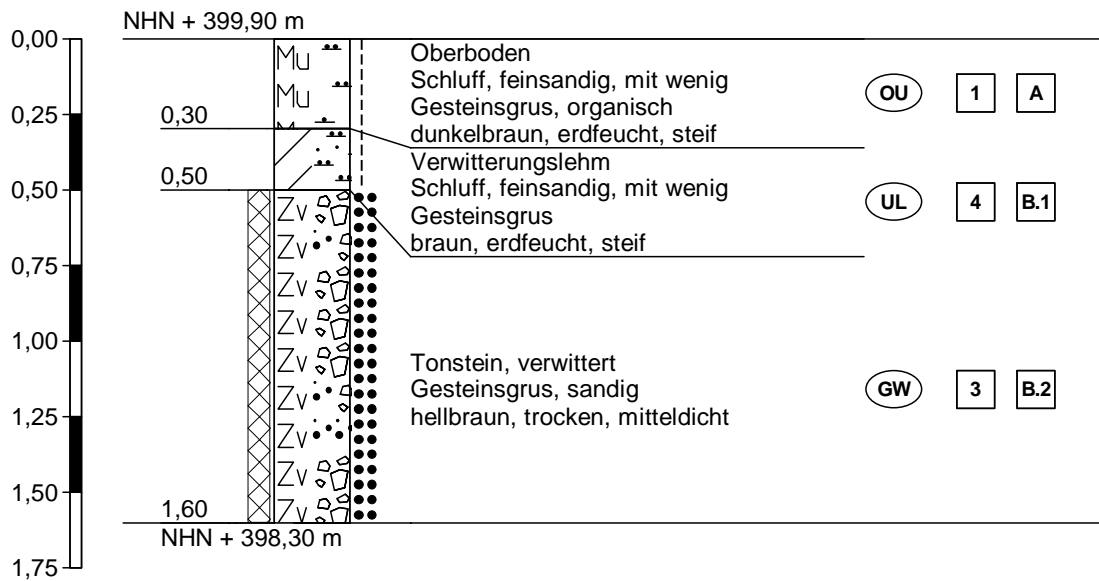 NHN + 399,90 m
0,00
0,25
0,50
0,75
1,00
1,25
1,50
1,75
0,30
0,50
1,60
NHN + 398,30 m
Mu
Mu
M
Zv
Zv
Zv
Zv
Zv
Zv
Zv
Zv
Zv
Oberboden
Schluff, feinsandig, mit wenig
Gesteinsgrus, organisch
dunkelbraun, erdfeucht, steif
OU 1 A
Verwitterungslehm
Schluff, feinsandig, mit wenig
Gesteinsgrus
braun, erdfeucht, steif
UL 4 B.1
Tonstein, verwittert
Gesteinsgrus, sandig
hellbraun, trocken, mitteldicht
GW 3 B.2